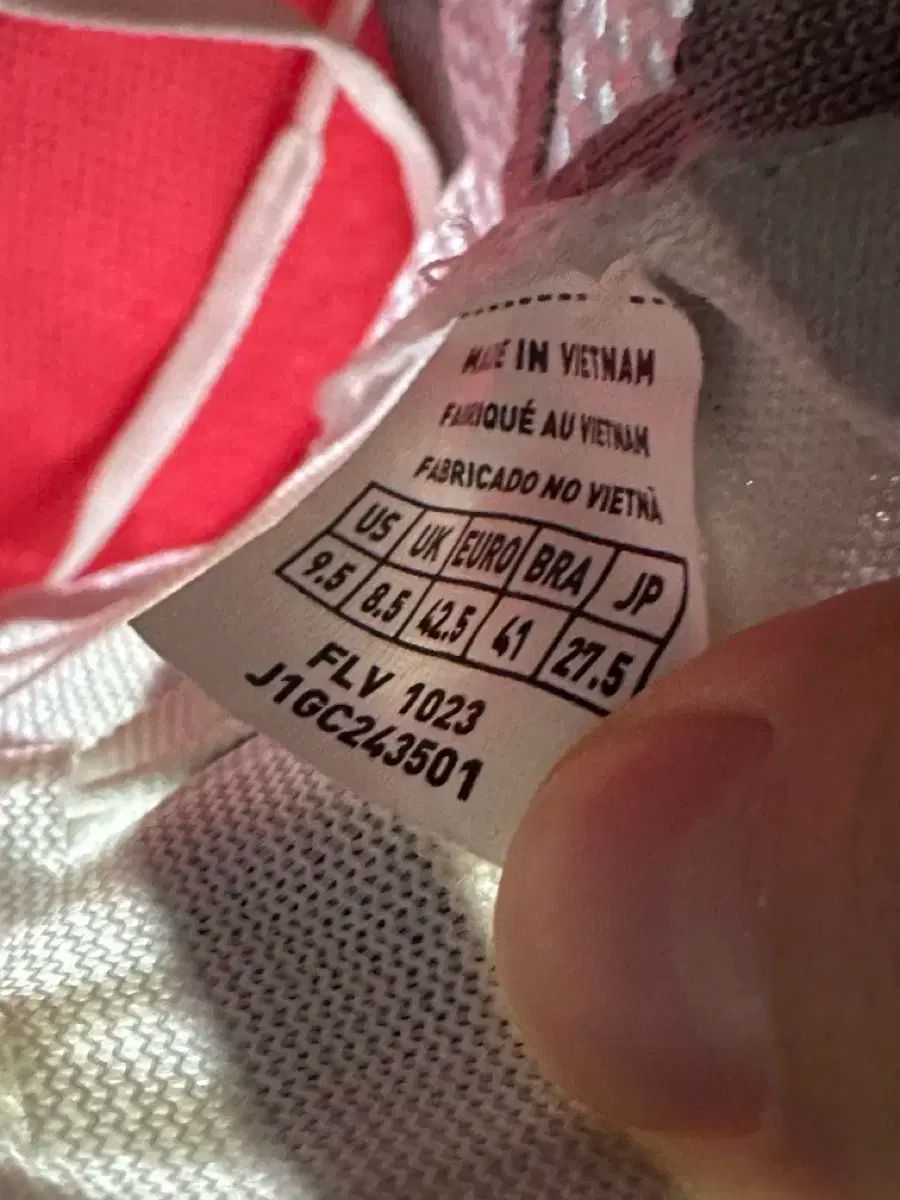 MADE IN VIETNAM
FABRIQUÉ AU VIETNAM
FABRICADO NO VIETNÃ
US UK EURO BRA JP
9.5 8.5 42.5 41 27.5
FLV 1023
J1GC243501